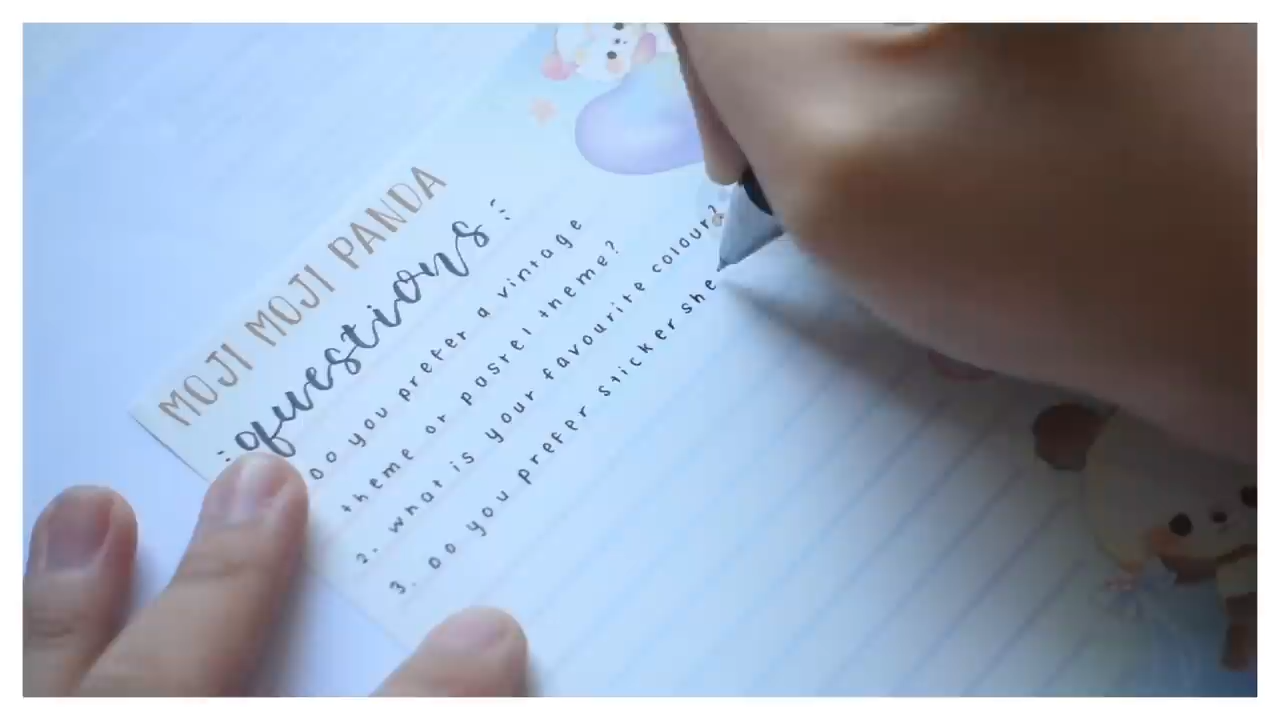 MOJI MOJI PANDA
questions
DO you prefer a vintage
theme or pastel theme?
2. what is your favourite colour?
3. DO you prefer sticker she